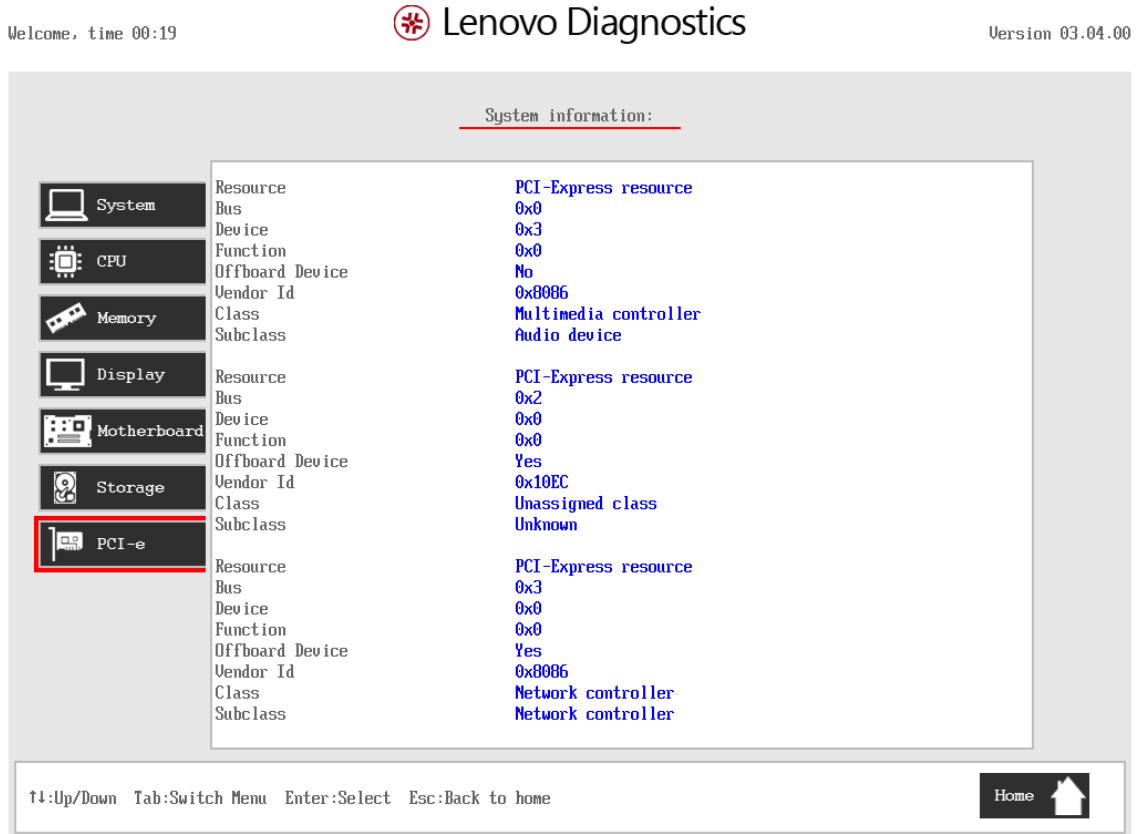 Welcome, time 00:19
Lenovo Diagnostics
Version 03.04.00
System information:
System
CPU
Memory
Display
Motherboard
Storage
PCI-e
Resource PCI-Express resource
Bus 0x0
Device 0x3
Function 0x0
Offboard Device No
Vendor Id 0x8086
Class Multimedia controller
Subclass Audio device
Resource PCI-Express resource
Bus 0x2
Device 0x0
Function 0x0
Offboard Device Yes
Vendor Id 0x10EC
Class Unassigned class
Subclass Unknown
Resource PCI-Express resource
Bus 0x3
Device 0x0
Function 0x0
Offboard Device Yes
Vendor Id 0x8086
Class Network controller
Subclass Network controller
↑↓:Up/Down Tab:Switch Menu Enter:Select Esc:Back to home
Home